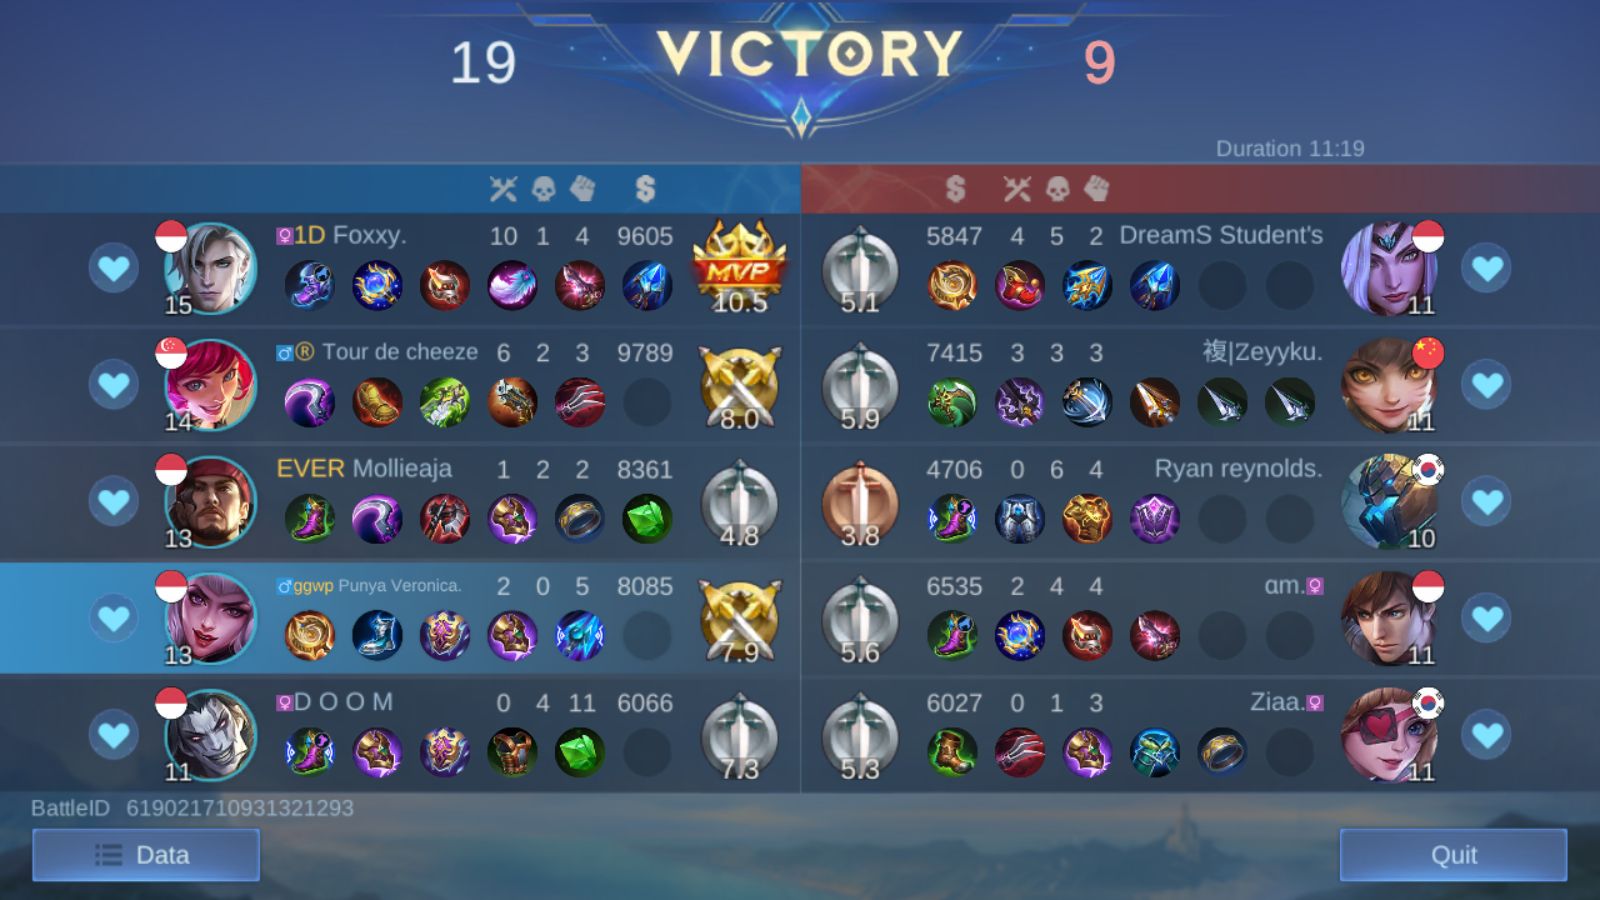 19 VICTORY 9
Duration 11:19
1D Foxxy. 10 1 4 9605
15
MVP 10.5
5.1
5847 4 5 2 DreamS Student's
11
® Tour de cheeze 6 2 3 9789
14
8.0
5.9
7415 3 3 3 複|Zeyyku.
11
EVER Mollieaja 1 2 2 8361
13
4.8
3.8
4706 0 6 4 Ryan reynolds.
10
ggwp Punya Veronica. 2 0 5 8085
13
7.9
5.6
6535 2 4 4 ɑm.
11
D O O M 0 4 11 6066
11
7.3
5.3
6027 0 1 3 Ziaa.
11
BattleID 619021710931321293
Data
Quit